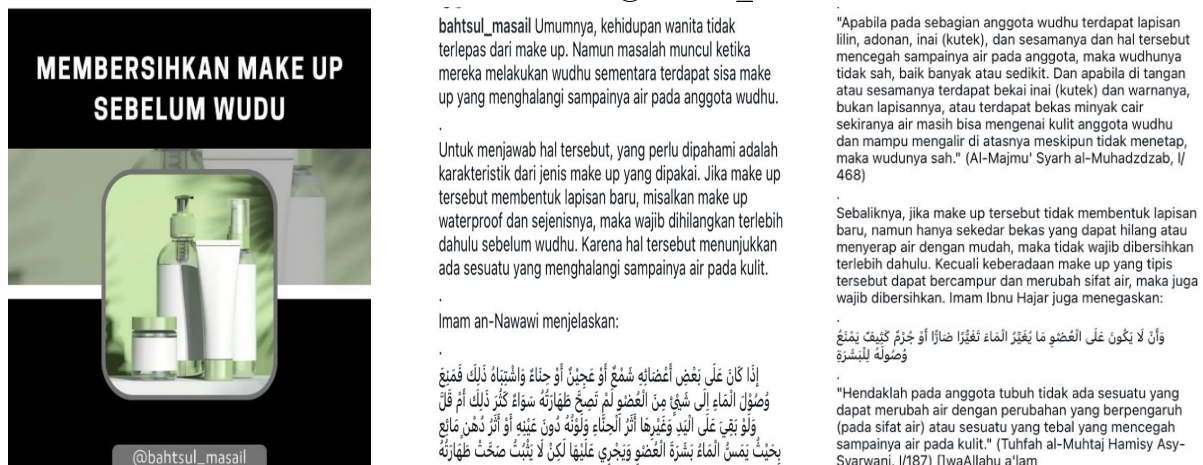 MEMBERSIHKAN MAKE UP
SEBELUM WUDU
@bahtsul_masail
bahtsul_masail Umumnya, kehidupan wanita tidak
terlepas dari make up. Namun masalah muncul ketika
mereka melakukan wudhu sementara terdapat sisa make
up yang menghalangi sampainya air pada anggota wudhu.
.
Untuk menjawab hal tersebut, yang perlu dipahami adalah
karakteristik dari jenis make up yang dipakai. Jika make up
tersebut membentuk lapisan baru, misalkan make up
waterproof dan sejenisnya, maka wajib dihilangkan terlebih
dahulu sebelum wudhu. Karena hal tersebut menunjukkan
ada sesuatu yang menghalangi sampainya air pada kulit.
.
Imam an-Nawawi menjelaskan:
.
إِذَا كَانَ عَلَى بَعْضِ أَعْضَائِهِ شَمْعٌ أَوْ عَجِيْنٌ أَوْ حِنَاءٌ وَاشْتِبَاهُ ذَلِكَ فَمَنِعَ
وُصُوْلَ الْمَاءِ إِلَى شَيْئٍ مِنَ الْعُضْوِ لَمْ تَصِحَّ طَهَارَتُهُ سَوَاءٌ كَثُرَ ذَلِكَ أَمْ قَلَّ
وَلَوْ بَقِيَ عَلَى الْيَدِ وَغَيْرِهَا أَثَرُ الْحِنَّاءِ وَلَوْنُهُ دُونَ عَيْنِهِ أَوْ أَثَرُ دُهْنٍ مَائِعٍ
بِحَيْثُ يَمَسُّ الْمَاءُ بَشَرَةَ الْعُضْوِ وَيَجْرِي عَلَيْهَا لَكِنْ لَا يَثْبُتُ صَحَّتْ طَهَارَتُهُ
"Apabila pada sebagian anggota wudhu terdapat lapisan
lilin, adonan, inai (kutek), dan sesamanya dan hal tersebut
mencegah sampainya air pada anggota, maka wudhunya
tidak sah, baik banyak atau sedikit. Dan apabila di tangan
atau sesamanya terdapat bekai inai (kutek) dan warnanya,
bukan lapisannya, atau terdapat bekas minyak cair
sekiranya air masih bisa mengenai kulit anggota wudhu
dan mampu mengalir di atasnya meskipun tidak menetap,
maka wudunya sah." (Al-Majmu' Syarh al-Muhadzdzab, I/
468)
.
Sebaliknya, jika make up tersebut tidak membentuk lapisan
baru, namun hanya sekedar bekas yang dapat hilang atau
menyerap air dengan mudah, maka tidak wajib dibersihkan
terlebih dahulu. Kecuali keberadaan make up yang tipis
tersebut dapat bercampur dan merubah sifat air, maka juga
wajib dibersihkan. Imam Ibnu Hajar juga menegaskan:
.
وَأَنْ لَا يَكُونَ عَلَى الْعُضْوِ مَا يُغَيِّرُ الْمَاءَ تَغَيُّرًا ضَارًّا أَوْ جُرْمٌ كَثِيفٌ يَمْنَعُ
وُصُولَهُ لِلْبَشَرَةِ
.
"Hendaklah pada anggota tubuh tidak ada sesuatu yang
dapat merubah air dengan perubahan yang berpengaruh
(pada sifat air) atau sesuatu yang tebal yang mencegah
sampainya air pada kulit." (Tuhfah al-Muhtaj Hamisy Asy-
Syarwani, I/187) waAllahu a'lam